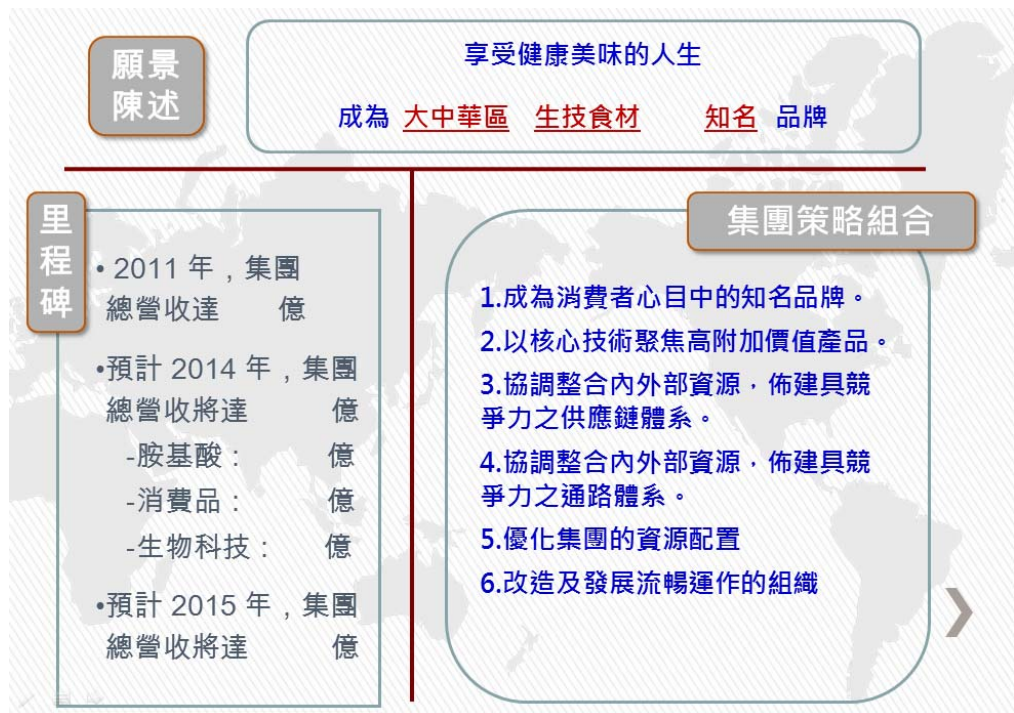 願景
陳述
享受健康美味的人生
成為 大中華區 生技食材 知名 品牌
里
程
碑
• 2011 年，集團
總營收達 億
•預計 2014 年，集團
總營收將達 億
-胺基酸： 億
-消費品： 億
-生物科技： 億
•預計 2015 年，集團
總營收將達 億
集團策略組合
1.成為消費者心目中的知名品牌。
2.以核心技術聚焦高附加價值產品。
3.協調整合內外部資源，佈建具競
爭力之供應鏈體系。
4.協調整合內外部資源，佈建具競
爭力之通路體系。
5.優化集團的資源配置
6.改造及發展流暢運作的組織